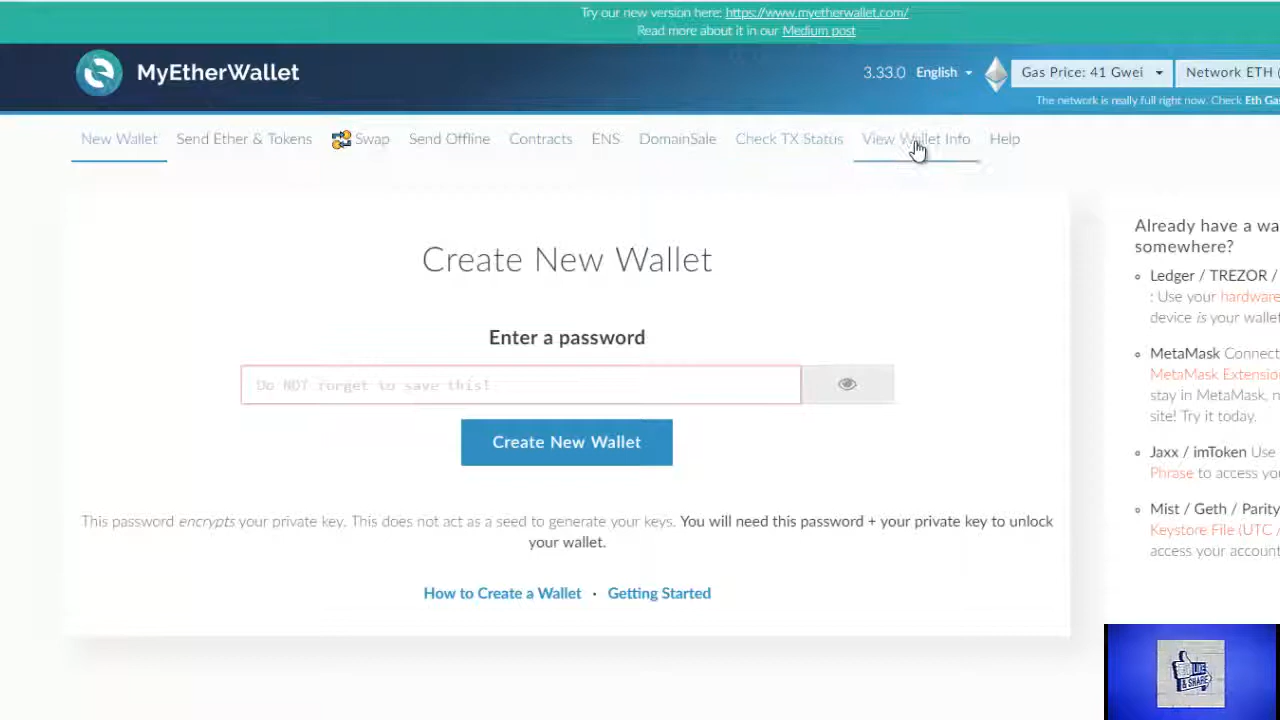 Try our new version here: https://www.myetherwallet.com/
Read more about it in our Medium post
MyEtherWallet
3.33.0 English
Gas Price: 41 Gwei
Network ETH (
The network is really full right now. Check Eth Gas
New Wallet Send Ether & Tokens Swap Send Offline Contracts ENS DomainSale Check TX Status View Wallet Info Help
Create New Wallet
Enter a password
Do NOT forget to save this!
Create New Wallet
This password encrypts your private key. This does not act as a seed to generate your keys. You will need this password + your private key to unlock
your wallet.
How to Create a Wallet · Getting Started
Already have a wa
somewhere?
Ledger / TREZOR /
: Use your hardware
device is your wallet
MetaMask Connect
MetaMask Extension
stay in MetaMask, n
site! Try it today.
Jaxx / imToken Use
Phrase to access you
Mist / Geth / Parity
Keystore File (UTC /
access your account
LIKE
& SHARE